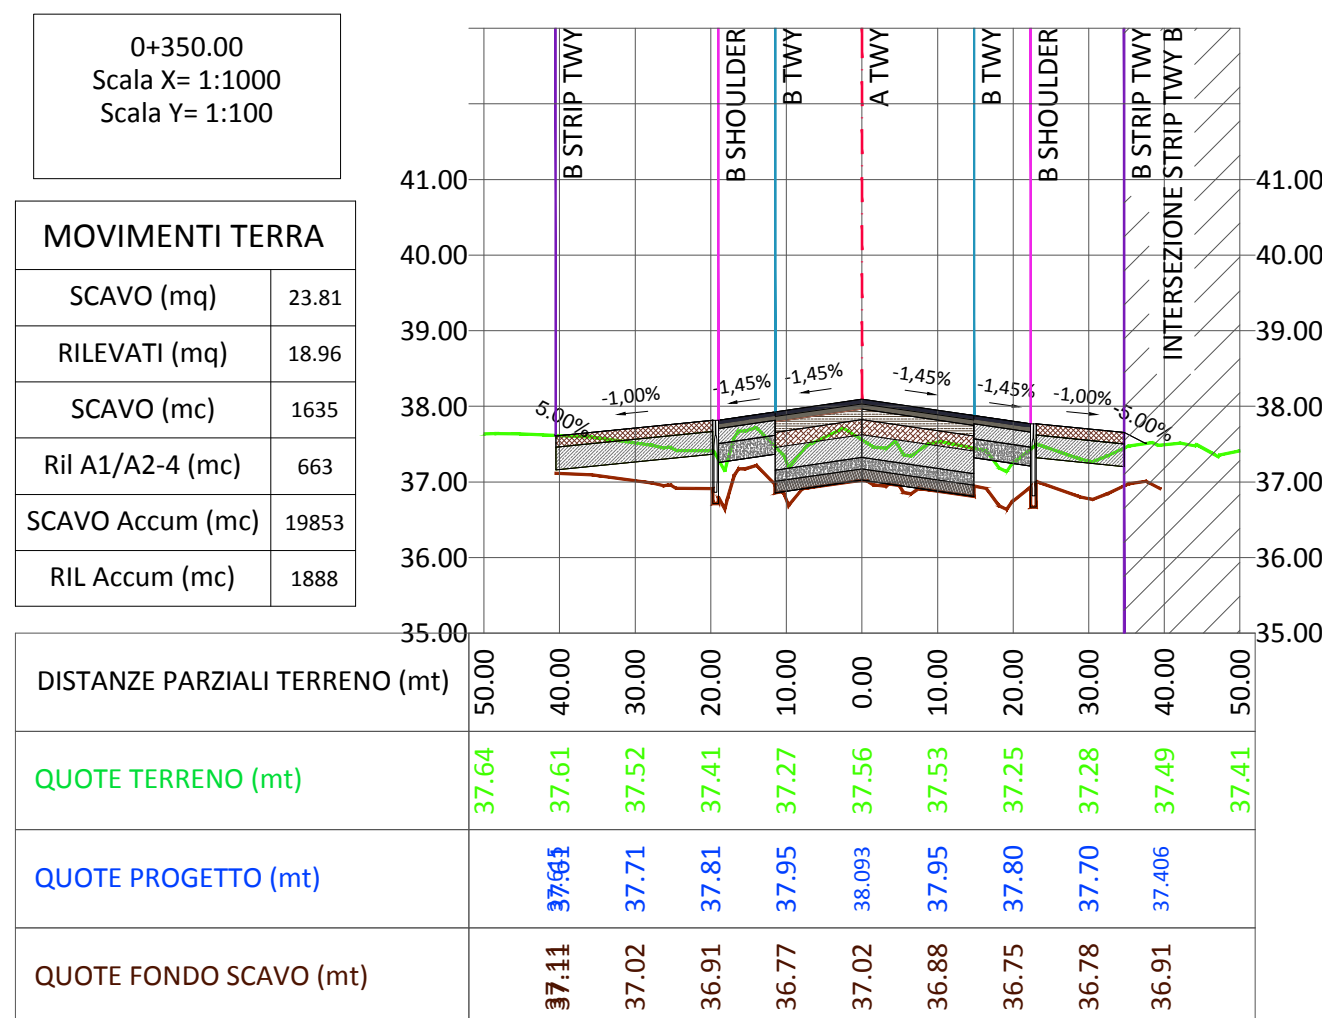 0+350.00
Scala X= 1:1000
Scala Y= 1:100
MOVIMENTI TERRA
SCAVO (mq) 23.81
RILEVATI (mq) 18.96
SCAVO (mc) 1635
Ril A1/A2-4 (mc) 663
SCAVO Accum (mc) 19853
RIL Accum (mc) 1888
B STRIP TWY
B SHOULDER
B TWY
A TWY
B TWY
B SHOULDER
B STRIP TWY
INTERSEZIONE STRIP TWY B
41.00 41.00
40.00 40.00
39.00 39.00
38.00 38.00
37.00 37.00
36.00 36.00
35.00 35.00
5.00% -1,00% -1,45% -1,45% -1,45% -1,45% -1,00% -5.00%
DISTANZE PARZIALI TERRENO (mt) 50.00 40.00 30.00 20.00 10.00 0.00 10.00 20.00 30.00 40.00 50.00
QUOTE TERRENO (mt) 37.64 37.61 37.52 37.41 37.27 37.56 37.53 37.25 37.28 37.49 37.41
QUOTE PROGETTO (mt) 37.61 37.71 37.81 37.95 38.093 37.95 37.80 37.70 37.406
QUOTE FONDO SCAVO (mt) 37.11 37.02 36.91 36.77 37.02 36.88 36.75 36.78 36.91